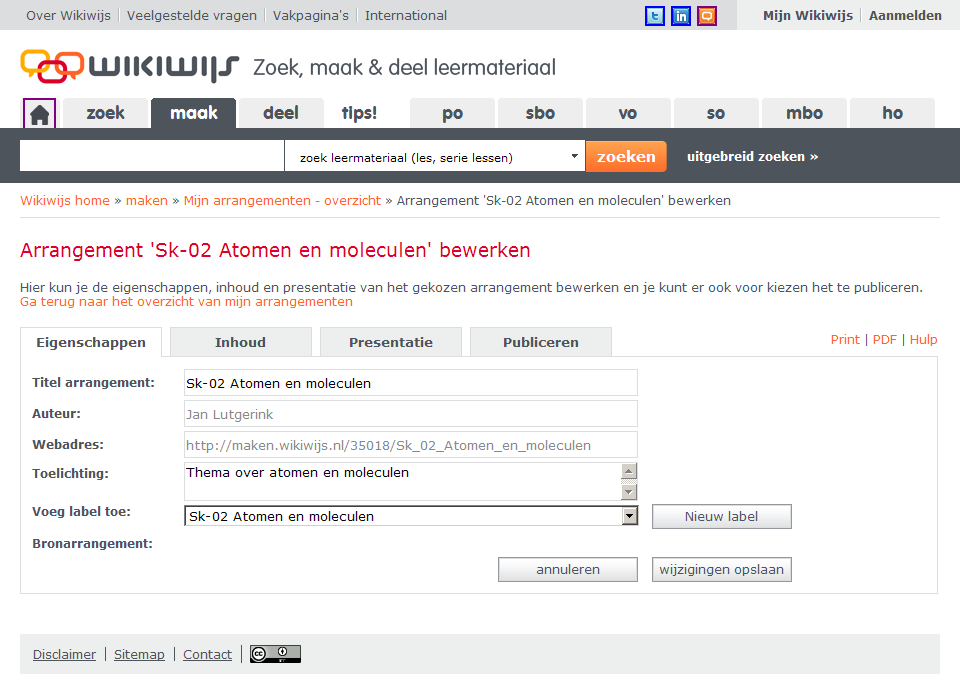 Over Wikiwijs | Veelgestelde vragen | Vakpagina's | International
Mijn Wikiwijs | Aanmelden
wikiwijs Zoek, maak & deel leermateriaal
zoek maak deel tips! po sbo vo so mbo ho
zoek leermateriaal (les, serie lessen) zoeken uitgebreid zoeken »
Wikiwijs home » maken » Mijn arrangementen - overzicht » Arrangement 'Sk-02 Atomen en moleculen' bewerken
Arrangement 'Sk-02 Atomen en moleculen' bewerken
Hier kun je de eigenschappen, inhoud en presentatie van het gekozen arrangement bewerken en je kunt er ook voor kiezen het te publiceren.
Ga terug naar het overzicht van mijn arrangementen
Eigenschappen Inhoud Presentatie Publiceren
Print | PDF | Hulp
Titel arrangement: Sk-02 Atomen en moleculen
Auteur: Jan Lutgerink
Webadres: http://maken.wikiwijs.nl/35018/Sk_02_Atomen_en_moleculen
Toelichting: Thema over atomen en moleculen
Voeg label toe: Sk-02 Atomen en moleculen Nieuw label
Bronarrangement:
annuleren wijzigingen opslaan
Disclaimer | Sitemap | Contact | cc